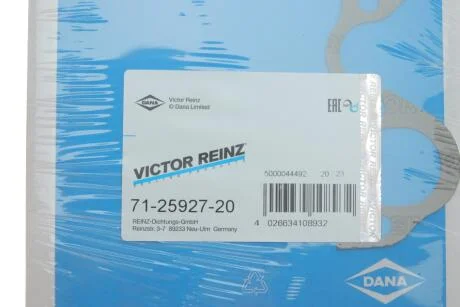 DANA
Victor Reinz
© Dana Limited
EAC
VICTOR REINZ
71-25927-20
REINZ-Dichtungs-GmbH
Reinzstr. 3-7 89233 Neu-Ulm Germany
5000044492 20 23
4 026634108932
DANA